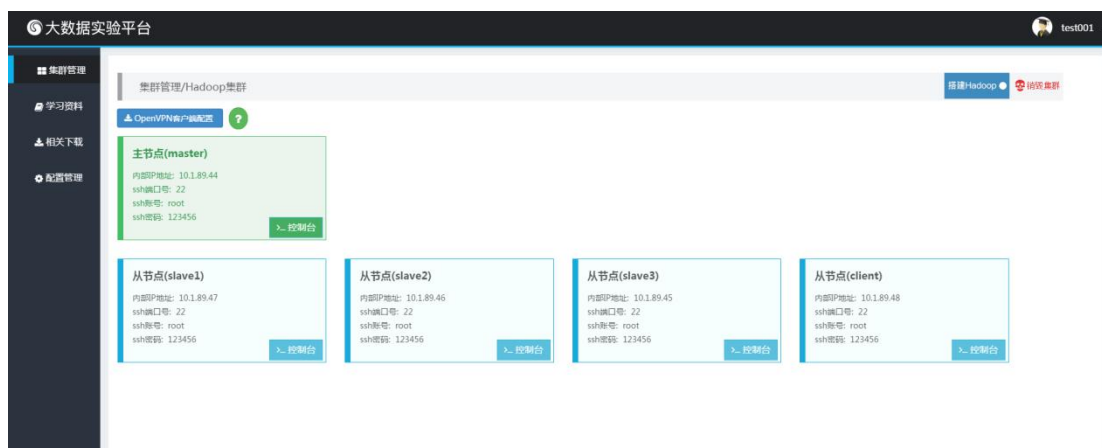 大数据实验平台
test001
集群管理
学习资料
相关下载
配置管理
集群管理/Hadoop集群
搭建Hadoop
销毁集群
OpenVPN客户端配置
?
主节点(master)
内部IP地址: 10.1.89.44
ssh端口号: 22
ssh账号: root
ssh密码: 123456
>_ 控制台
从节点(slave1)
内部IP地址: 10.1.89.47
ssh端口号: 22
ssh账号: root
ssh密码: 123456
>_ 控制台
从节点(slave2)
内部IP地址: 10.1.89.46
ssh端口号: 22
ssh账号: root
ssh密码: 123456
>_ 控制台
从节点(slave3)
内部IP地址: 10.1.89.45
ssh端口号: 22
ssh账号: root
ssh密码: 123456
>_ 控制台
从节点(client)
内部IP地址: 10.1.89.48
ssh端口号: 22
ssh账号: root
ssh密码: 123456
>_ 控制台